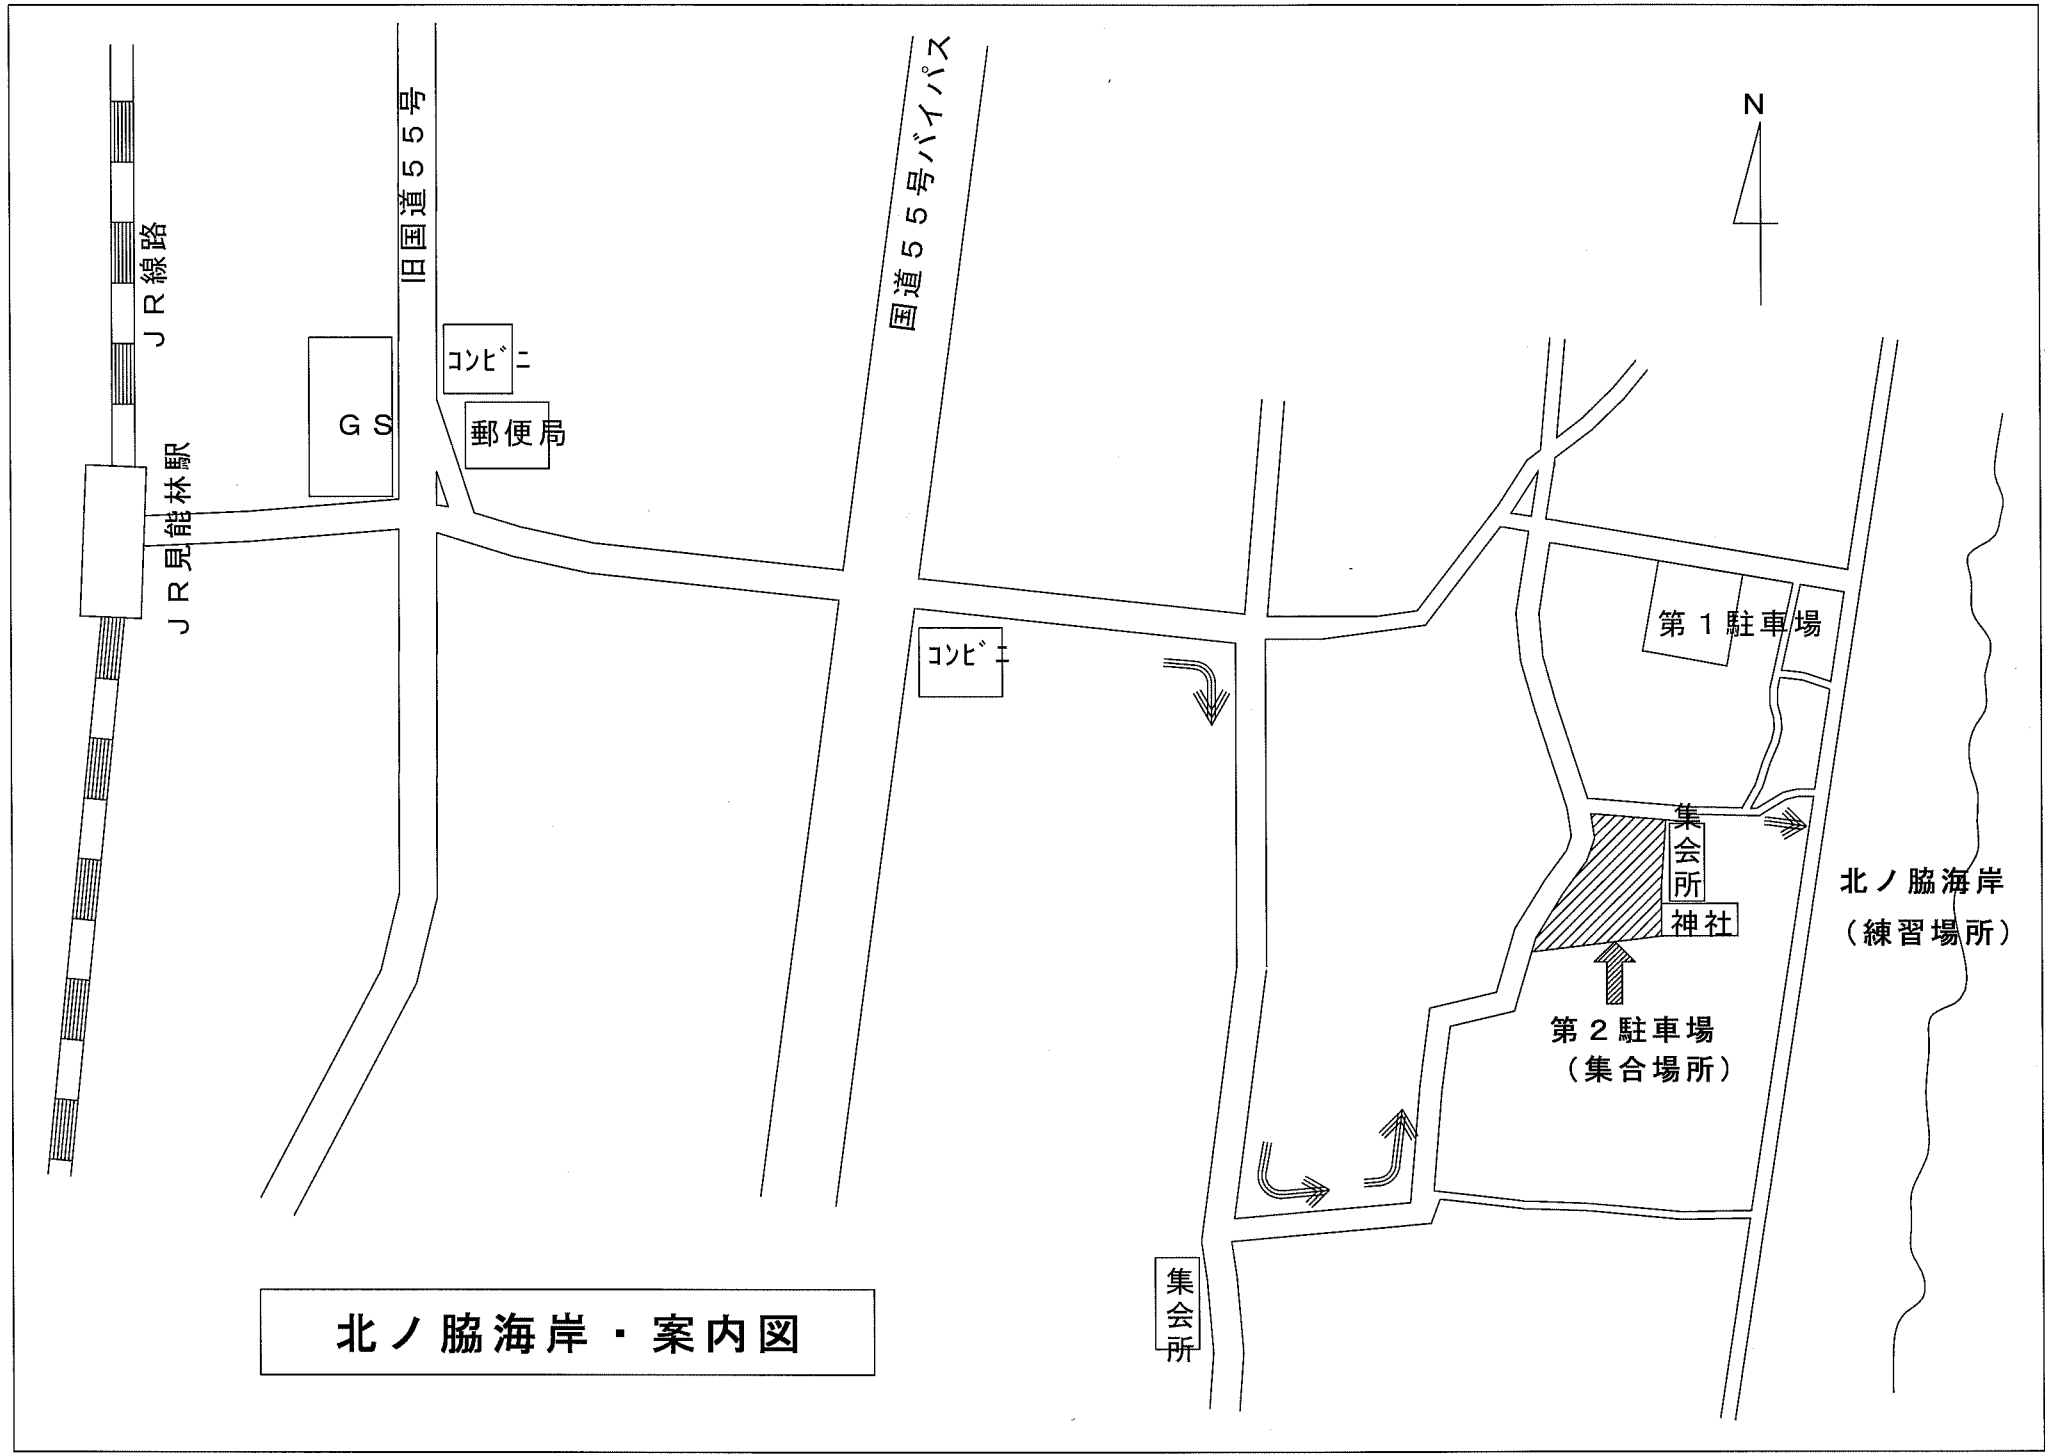 国道５５号バイパス
旧国道５５号
N
ＪＲ線路
コンビニ
ＧＳ
郵便局
ＪＲ見能林駅
第１駐車場
コンビニ
集会所
神社
北ノ脇海岸
（練習場所）
第２駐車場
（集合場所）
集会所
北ノ脇海岸・案内図